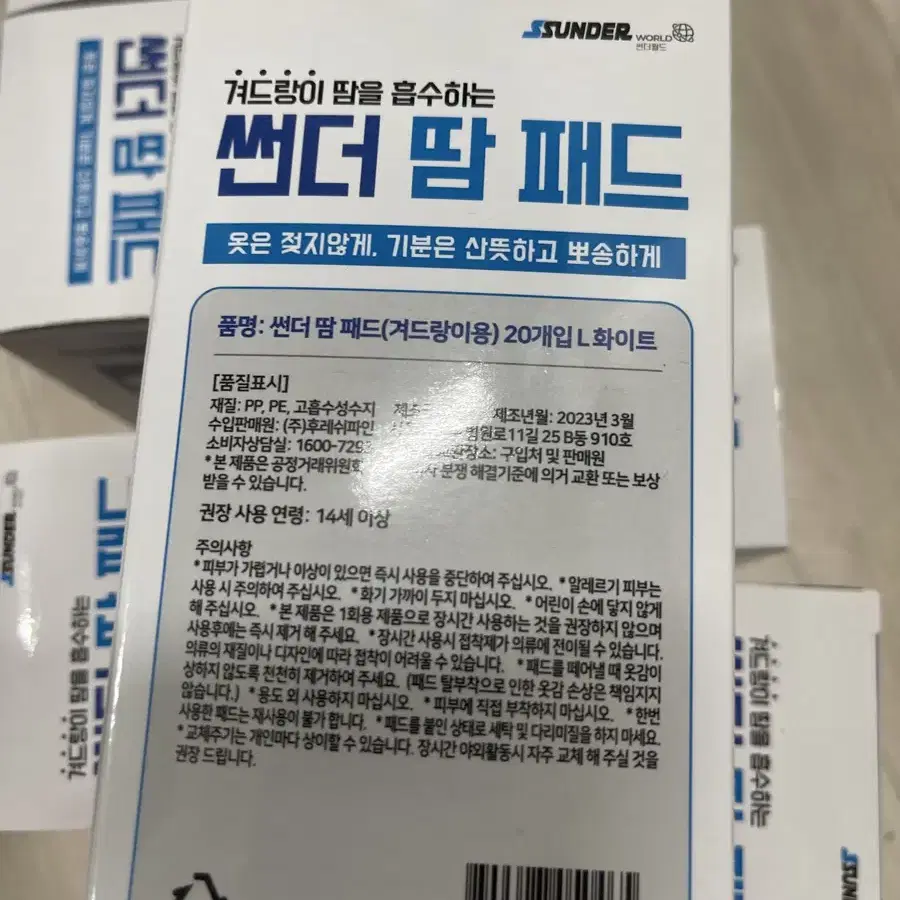 SSUNDER WORLD
썬더월드
겨드랑이 땀을 흡수하는
썬더 땀 패드
옷은 젖지않게. 기분은 산뜻하고 뽀송하게
품명: 썬더 땀 패드(겨드랑이용) 20개입 L 화이트
[품질표시]
재질: PP, PE, 고흡수성수지 제조년월: 2023년 3월
수입판매원: (주)후레쉬파인 법원로11길 25 B동 910호
소비자상담실: 1600-729 구입처 및 판매원
*본 제품은 공정거래위원회 분쟁 해결기준에 의거 교환 또는 보상
받을 수 있습니다.
권장 사용 연령: 14세 이상
주의사항
*피부가 가렵거나 이상이 있으면 즉시 사용을 중단하여 주십시오. *알레르기 피부는
사용 시 주의하여 주십시오. *화기 가까이 두지 마십시오. *어린이 손에 닿지 않게
해 주십시오. *본 제품은 1회용 제품으로 장시간 사용하는 것을 권장하지 않으며
사용후에는 즉시 제거 해 주세요. *장시간 사용시 접착제가 의류에 전이될 수 있습니다.
의류의 재질이나 디자인에 따라 접착이 어려울 수 있습니다. *패드를 떼어낼 때 옷감이
상하지 않도록 천천히 제거하여 주세요. (패드 탈부착으로 인한 옷감 손상은 책임지지
않습니다.) *용도 외 사용하지 마십시오. *피부에 직접 부착하지 마십시오. *한번
사용한 패드는 재사용이 불가 합니다. *패드를 붙인 상태로 세탁 및 다리미질을 하지 마세요.
*교체주기는 개인마다 상이할 수 있습니다. 장시간 야외활동시 자주 교체 해 주실 것을
권장 드립니다.
썬더 땀 패드
SSUNDER
겨드랑이 땀을 흡수하는
겨드랑이 땀을 흡수하는
SSUNDER